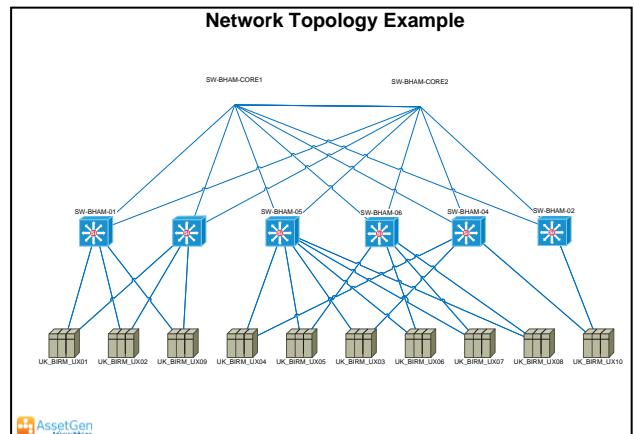 Network Topology Example
SW-BHAM-CORE1
SW-BHAM-CORE2
SW-BHAM-01
SW-BHAM-05
SW-BHAM-06
SW-BHAM-04
SW-BHAM-02
UK_BIRM_UX01
UK_BIRM_UX02
UK_BIRM_UX09
UK_BIRM_UX04
UK_BIRM_UX05
UK_BIRM_UX03
UK_BIRM_UX06
UK_BIRM_UX07
UK_BIRM_UX08
UK_BIRM_UX10
AssetGen